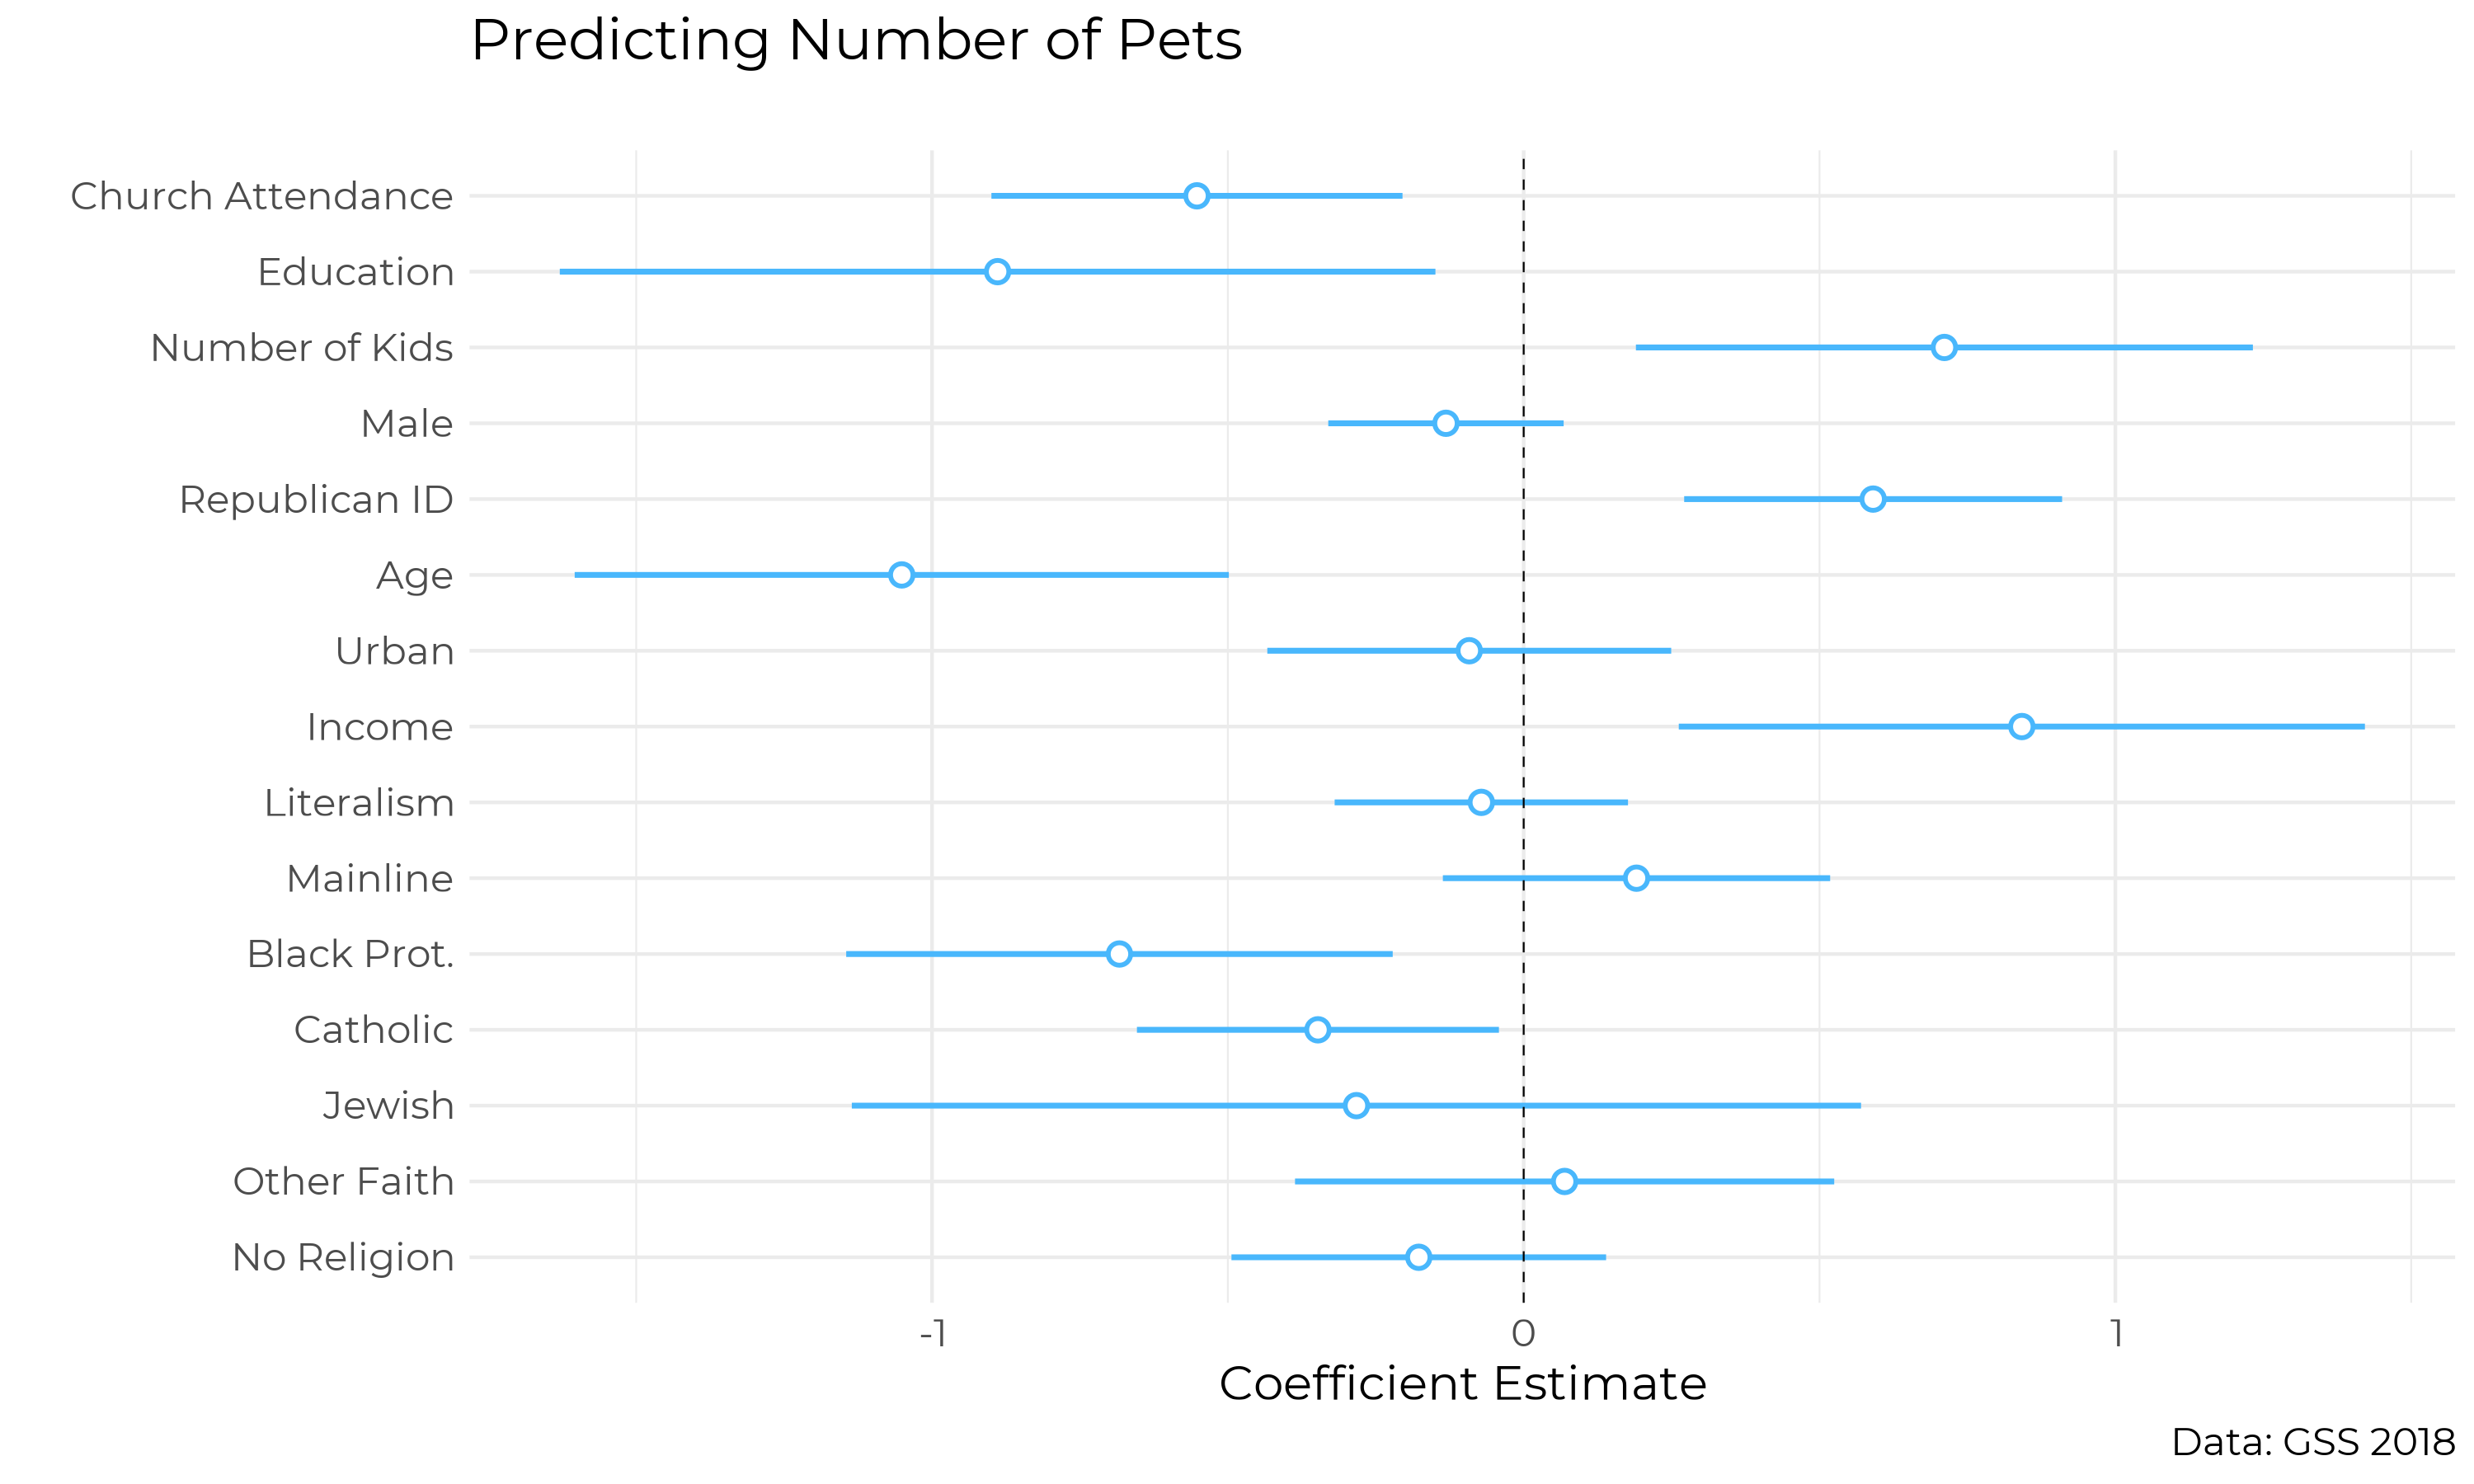 Predicting Number of Pets
Church Attendance
Education
Number of Kids
Male
Republican ID
Age
Urban
Income
Literalism
Mainline
Black Prot.
Catholic
Jewish
Other Faith
No Religion
-1 0 1
Coefficient Estimate
Data: GSS 2018